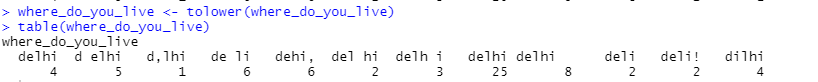 > where_do_you_live <- tolower(where_do_you_live)
> table(where_do_you_live)
where_do_you_live
delhi d elhi d,lhi de li dehi, del hi delh i delhi delhi deli deli! dilhi
4 5 1 6 6 2 3 25 8 2 2 4